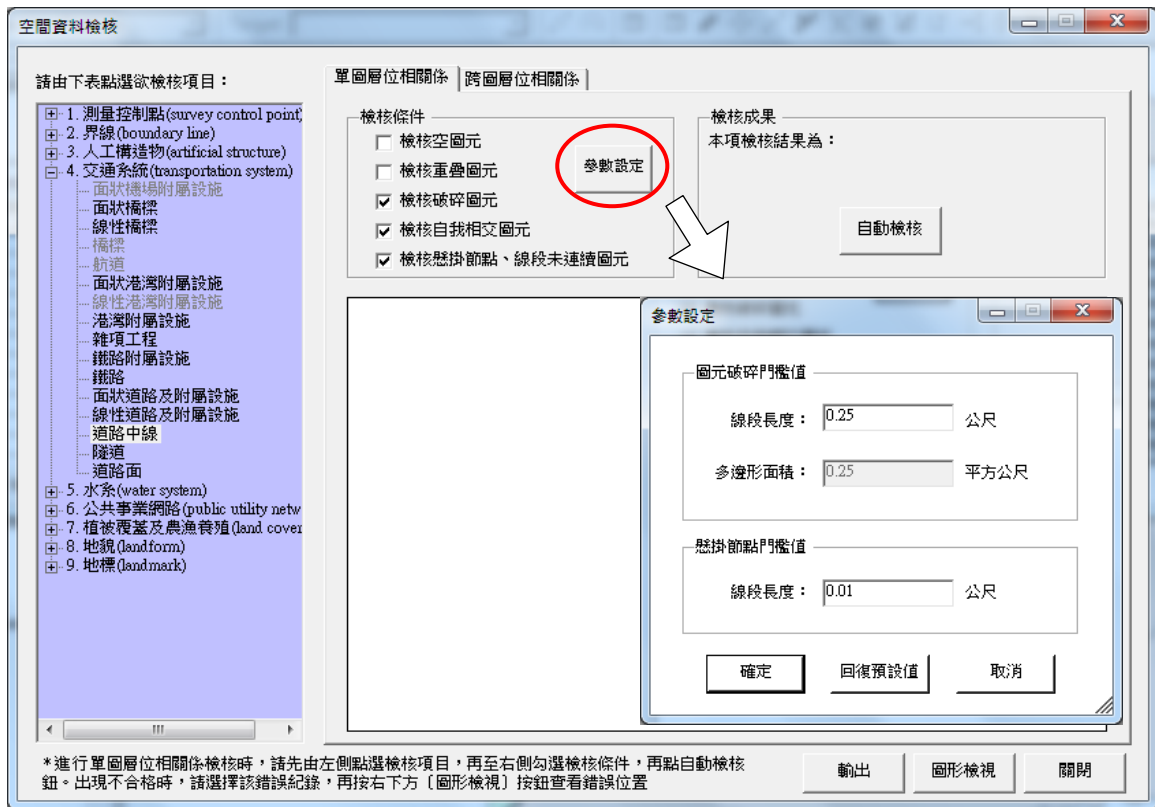 空間資料檢核
請由下表點選欲檢核項目：
1. 測量控制點(survey control point)
2. 界線(boundary line)
3. 人工構造物(artificial structure)
4. 交通系統(transportation system)
面狀機場附屬設施
面狀橋樑
線性橋樑
橋樑
航道
面狀港灣附屬設施
線性港灣附屬設施
港灣附屬設施
雜項工程
鐵路附屬設施
鐵路
面狀道路及附屬設施
線性道路及附屬設施
道路中線
隧道
道路面
5. 水系(water system)
6. 公共事業網路(public utility netw
7. 植被覆蓋及農漁養殖(land cover
8. 地貌(landform)
9. 地標(landmark)
單圖層位相關係
跨圖層位相關係
檢核條件
檢核空圖元
檢核重疊圖元
檢核破碎圖元
檢核自我相交圖元
檢核懸掛節點、線段未連續圖元
參數設定
檢核成果
本項檢核結果為：
自動檢核
參數設定
圖元破碎門檻值
線段長度： 0.25 公尺
多邊形面積： 0.25 平方公尺
懸掛節點門檻值
線段長度： 0.01 公尺
確定
回復預設值
取消
*進行單圖層位相關係檢核時，請先由左側點選檢核項目，再至右側勾選檢核條件，再點自動檢核
鈕。出現不合格時，請選擇該錯誤紀錄，再按右下方〔圖形檢視〕按鈕查看錯誤位置
輸出
圖形檢視
關閉